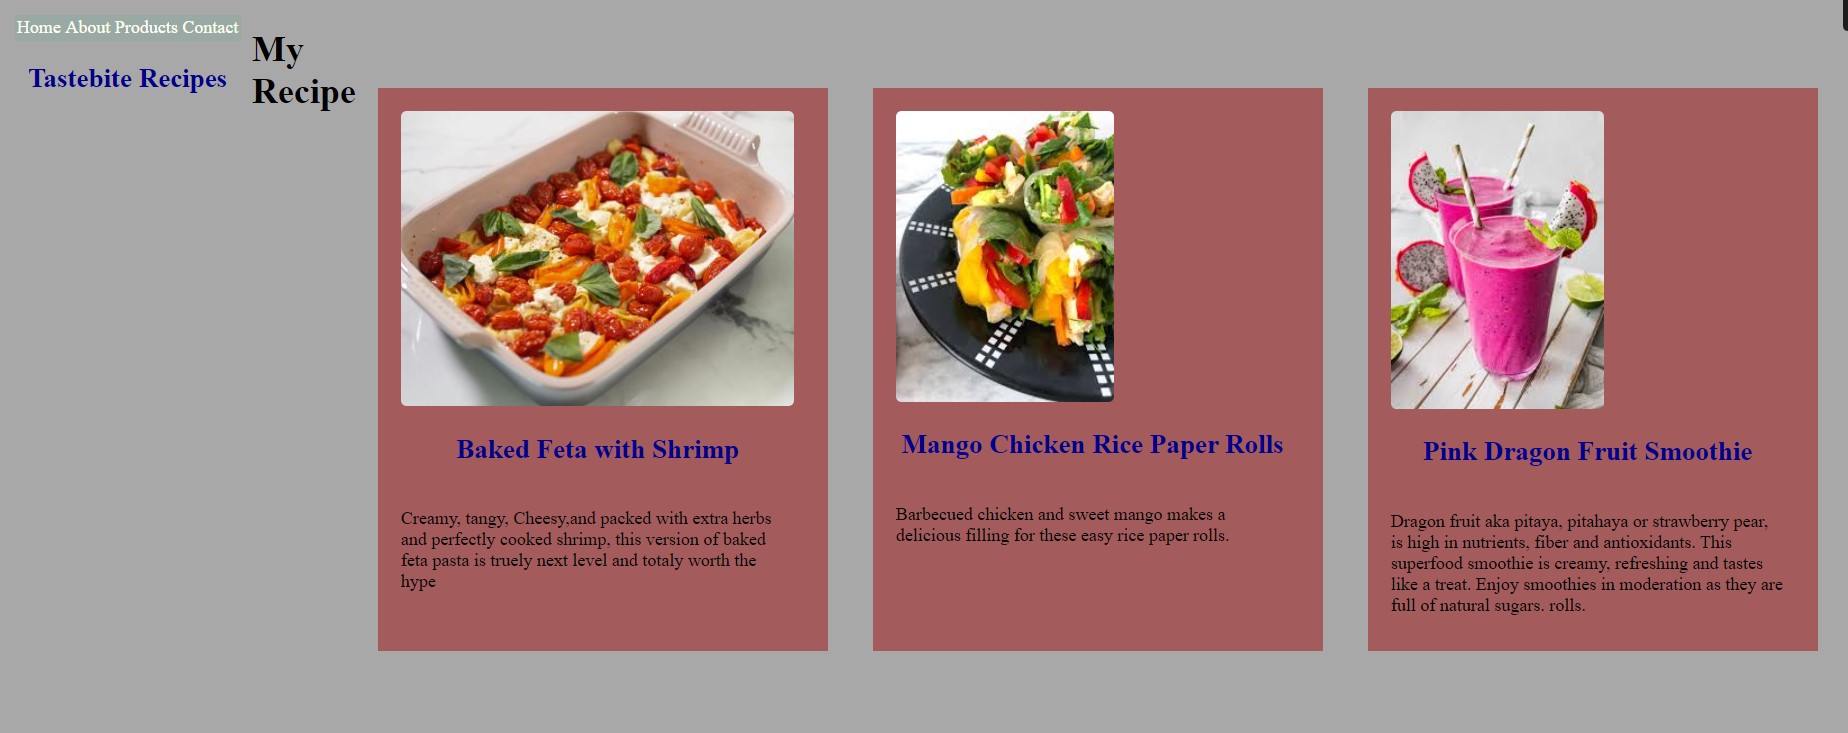 Home About Products Contact
Tastebite Recipes
My
Recipe
Baked Feta with Shrimp
Creamy, tangy, Cheesy,and packed with extra herbs
and perfectly cooked shrimp, this version of baked
feta pasta is truely next level and totaly worth the
hype
Mango Chicken Rice Paper Rolls
Barbecued chicken and sweet mango makes a
delicious filling for these easy rice paper rolls.
Pink Dragon Fruit Smoothie
Dragon fruit aka pitaya, pitahaya or strawberry pear,
is high in nutrients, fiber and antioxidants. This
superfood smoothie is creamy, refreshing and tastes
like a treat. Enjoy smoothies in moderation as they are
full of natural sugars. rolls.